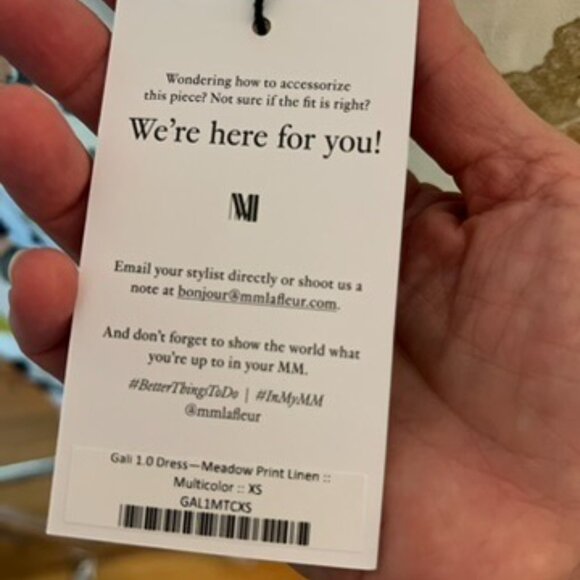 Wondering how to accessorize
this piece? Not sure if the fit is right?
We're here for you!
M
Email your stylist directly or shoot us a
note at bonjour@mmlafleur.com.
And don't forget to show the world what
you're up to in your MM.
#BetterThingsToDo | #InMyMM
@mmlafleur
Gali 1.0 Dress—Meadow Print Linen ::
Multicolor :: XS
GAL1MTCXS